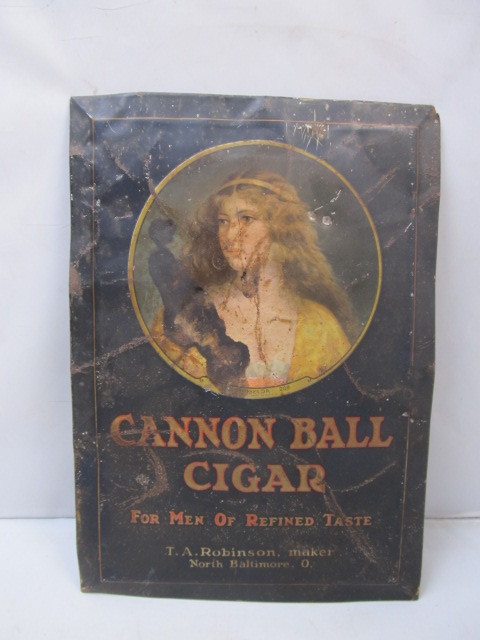 CANNON BALL
CIGAR
FOR MEN OF REFINED TASTE
T. A. Robinson, maker
North Baltimore, O.